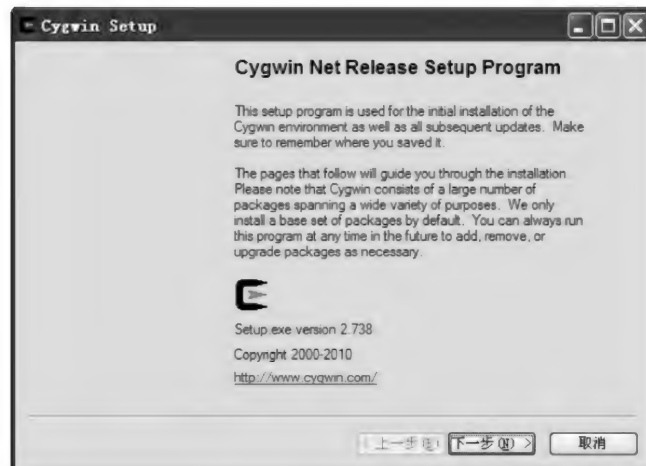 Cygwin Setup
Cygwin Net Release Setup Program
This setup program is used for the initial installation of the
Cygwin environment as well as all subsequent updates. Make
sure to remember where you saved it.
The pages that follow will guide you through the installation.
Please note that Cygwin consists of a large number of
packages spanning a wide variety of purposes. We only
install a base set of packages by default. You can always run
this program at any time in the future to add, remove, or
upgrade packages as necessary.
Setup.exe version 2.738
Copyright 2000-2010
http://www.cygwin.com/
上一步(B) 下一步(N) > 取消